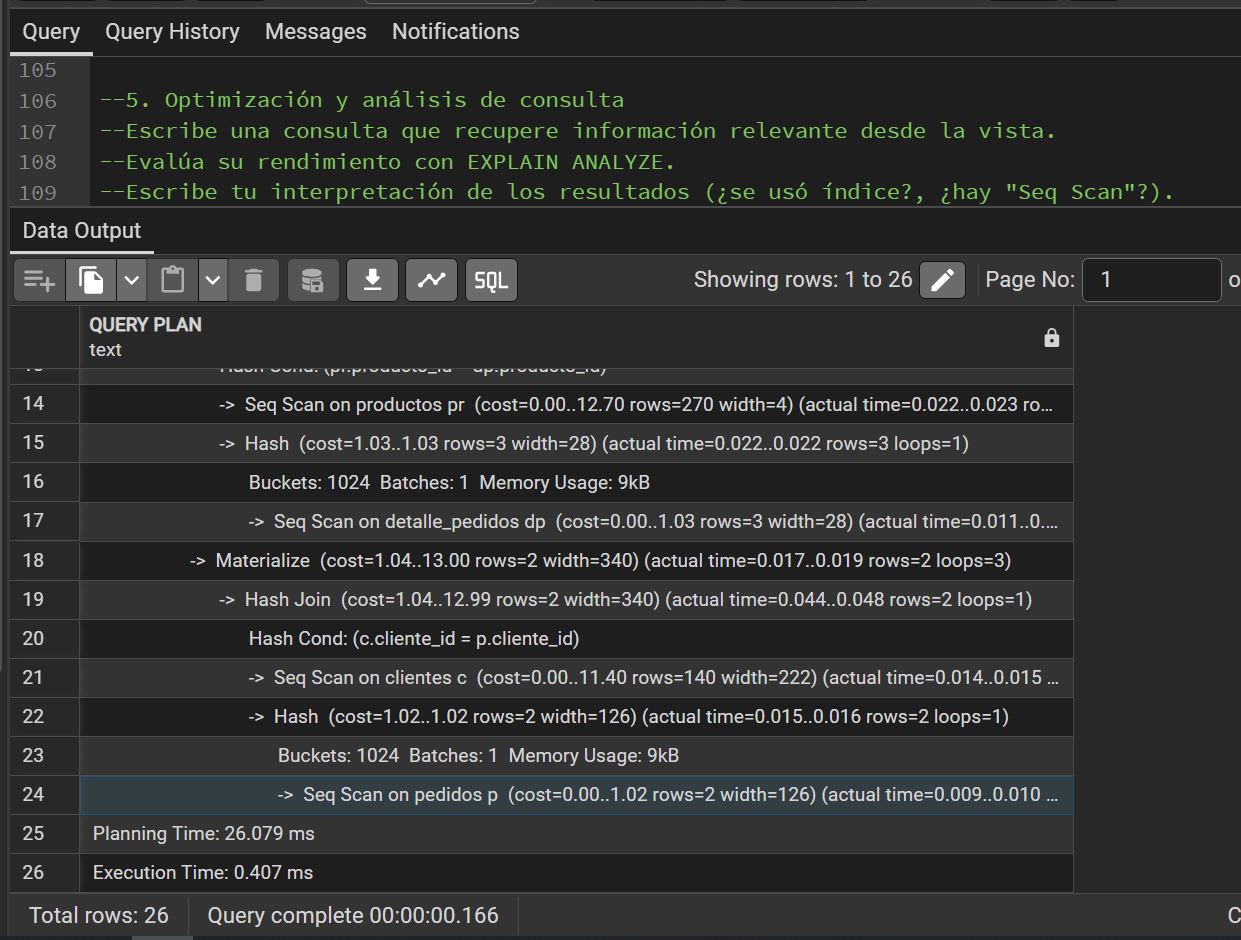 Query Query History Messages Notifications
105
106 --5. Optimización y análisis de consulta
107 --Escribe una consulta que recupere información relevante desde la vista.
108 --Evalúa su rendimiento con EXPLAIN ANALYZE.
109 --Escribe tu interpretación de los resultados (¿se usó índice?, ¿hay "Seq Scan"?).
Data Output
SQL
Showing rows: 1 to 26 Page No: 1
QUERY PLAN
text
14 -> Seq Scan on productos pr (cost=0.00..12.70 rows=270 width=4) (actual time=0.022..0.023 ro...
15 -> Hash (cost=1.03..1.03 rows=3 width=28) (actual time=0.022..0.022 rows=3 loops=1)
16 Buckets: 1024 Batches: 1 Memory Usage: 9kB
17 -> Seq Scan on detalle_pedidos dp (cost=0.00..1.03 rows=3 width=28) (actual time=0.011..0....
18 -> Materialize (cost=1.04..13.00 rows=2 width=340) (actual time=0.017..0.019 rows=2 loops=3)
19 -> Hash Join (cost=1.04..12.99 rows=2 width=340) (actual time=0.044..0.048 rows=2 loops=1)
20 Hash Cond: (c.cliente_id = p.cliente_id)
21 -> Seq Scan on clientes c (cost=0.00..11.40 rows=140 width=222) (actual time=0.014..0.015 ...
22 -> Hash (cost=1.02..1.02 rows=2 width=126) (actual time=0.015..0.016 rows=2 loops=1)
23 Buckets: 1024 Batches: 1 Memory Usage: 9kB
24 -> Seq Scan on pedidos p (cost=0.00..1.02 rows=2 width=126) (actual time=0.009..0.010 ...
25 Planning Time: 26.079 ms
26 Execution Time: 0.407 ms
Total rows: 26 Query complete 00:00:00.166